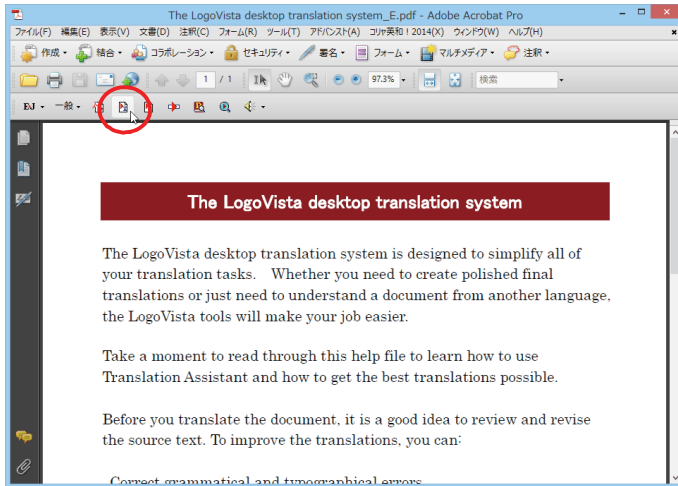 The LogoVista desktop translation system_E.pdf - Adobe Acrobat Pro
ファイル(F) 編集(E) 表示(V) 文書(D) 注釈(C) フォーム(R) ツール(T) アドバンスト(A) コリャ英和！2014(X) ウィンドウ(W) ヘルプ(H)
作成 結合 コラボレーション セキュリティ 署名 フォーム マルチメディア 注釈
1 / 1 97.3% 検索
EJ 一般
The LogoVista desktop translation system
The LogoVista desktop translation system is designed to simplify all of
your translation tasks. Whether you need to create polished final
translations or just need to understand a document from another language,
the LogoVista tools will make your job easier.
Take a moment to read through this help file to learn how to use
Translation Assistant and how to get the best translations possible.
Before you translate the document, it is a good idea to review and revise
the source text. To improve the translations, you can:
Correct grammatical and typographical errors